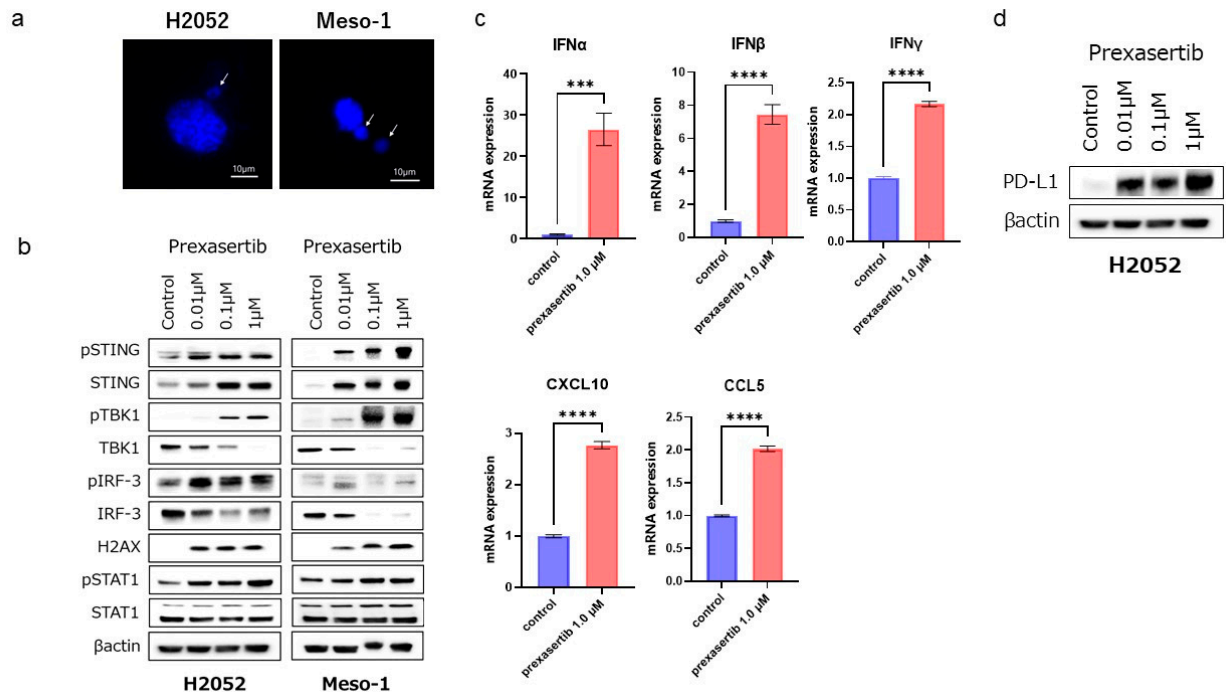 a
H2052
Meso-1
10μm
10μm
b
Prexasertib
Prexasertib
Control
0.01μM
0.1μM
1μM
Control
0.01μM
0.1μM
1μM
pSTING
STING
pTBK1
TBK1
pIRF-3
IRF-3
H2AX
pSTAT1
STAT1
βactin
H2052
Meso-1
c
IFNα
mRNA expression
40
30
20
10
0
***
control
prexasertib 1.0 μM
IFNβ
mRNA expression
8
6
4
2
0
****
control
prexasertib 1.0 μM
IFNγ
mRNA expression
2.5
2.0
1.5
1.0
0.5
0.0
****
control
prexasertib 1.0 μM
CXCL10
mRNA expression
3
2
1
0
****
control
prexasertib 1.0 μM
CCL5
mRNA expression
2.5
2.0
1.5
1.0
0.5
0.0
****
control
prexasertib 1.0 μM
d
Prexasertib
Control
0.01μM
0.1μM
1μM
PD-L1
βactin
H2052